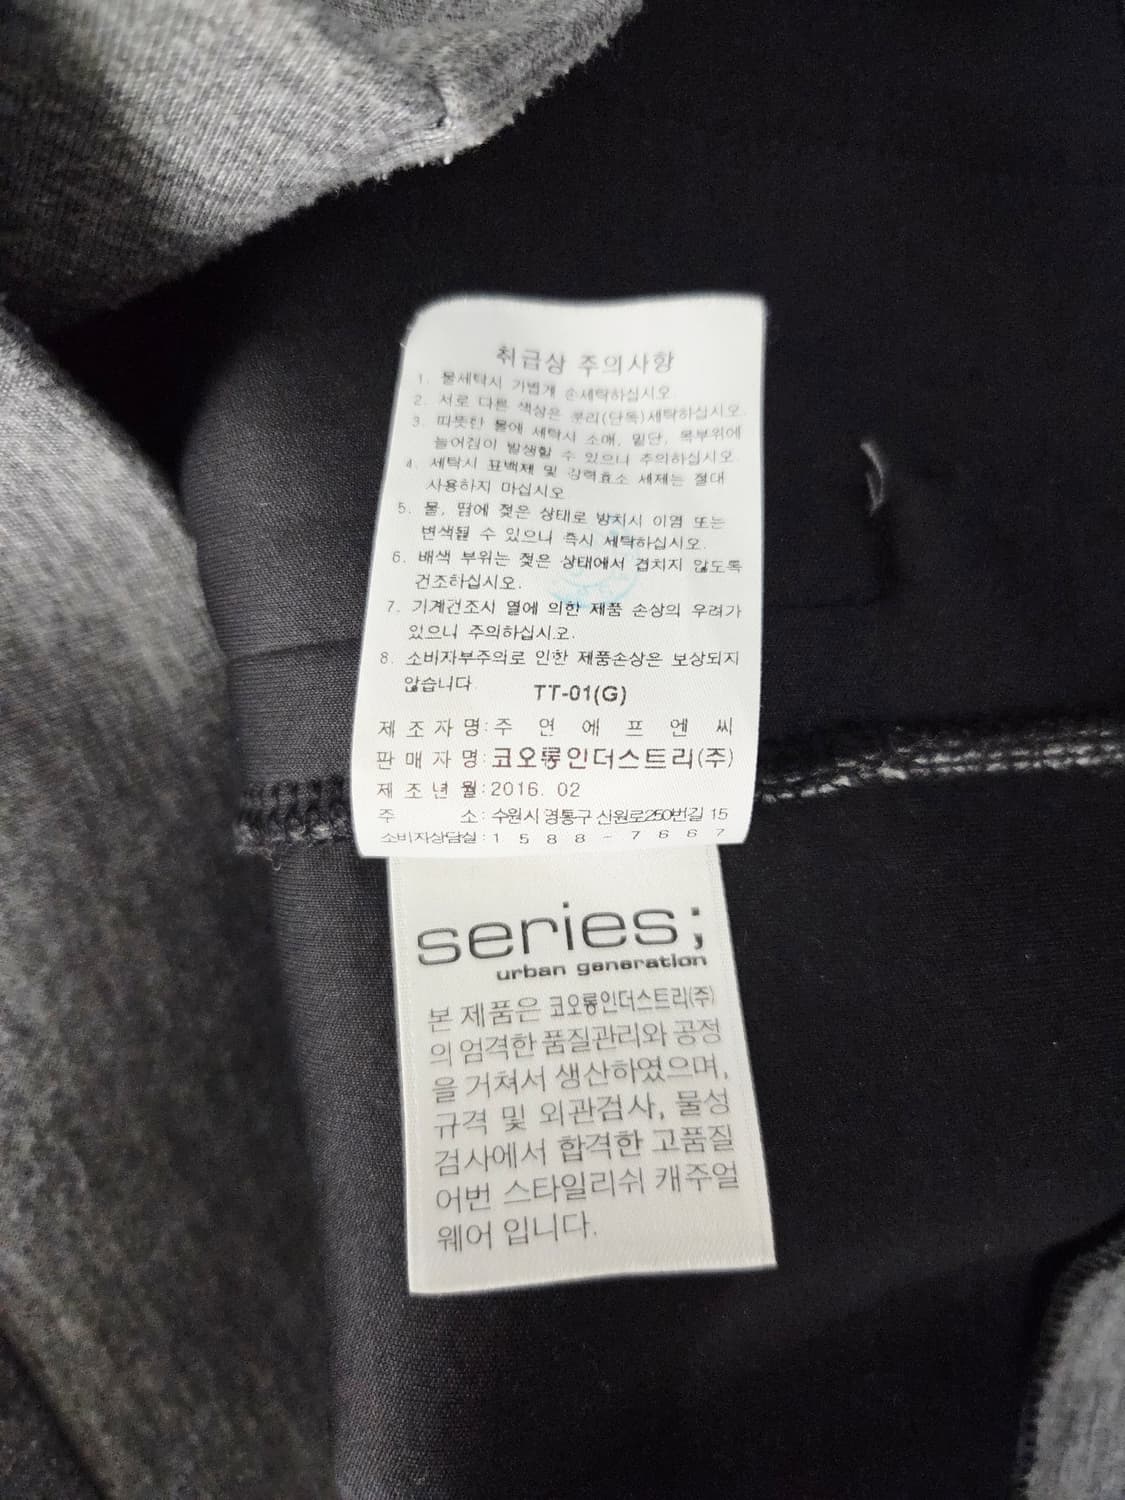 취급상 주의사항
1. 물세탁시 가볍게 손세탁하십시오.
2. 서로 다른 색상은 분리(단독)세탁하십시오.
3. 따뜻한 물에 세탁시 소매, 밑단, 목부위에
늘어짐이 발생할 수 있으니 주의하십시오.
4. 세탁시 표백제 및 강력효소 세제는 절대
사용하지 마십시오
5. 물, 땀에 젖은 상태로 방치시 이염 또는
변색될 수 있으니 즉시 세탁하십시오.
6. 배색 부위는 젖은 상태에서 겹치지 않도록
건조하십시오.
7. 기계건조시 열에 의한 제품 손상의 우려가
있으니 주의하십시오.
8. 소비자부주의로 인한 제품손상은 보상되지
않습니다
TT-01(G)
제조자명:주연에프엔씨
판매자명:코오롱인더스트리(주)
제조년월:2016. 02
주 소:수원시 영통구 신원로250번길 15
소비자상담실:1588-7667
series;
urban generation
본 제품은 코오롱인더스트리(주)
의 엄격한 품질관리와 공정
을 거쳐서 생산하였으며,
규격 및 외관검사, 물성
검사에서 합격한 고품질
어번 스타일리쉬 캐주얼
웨어 입니다.